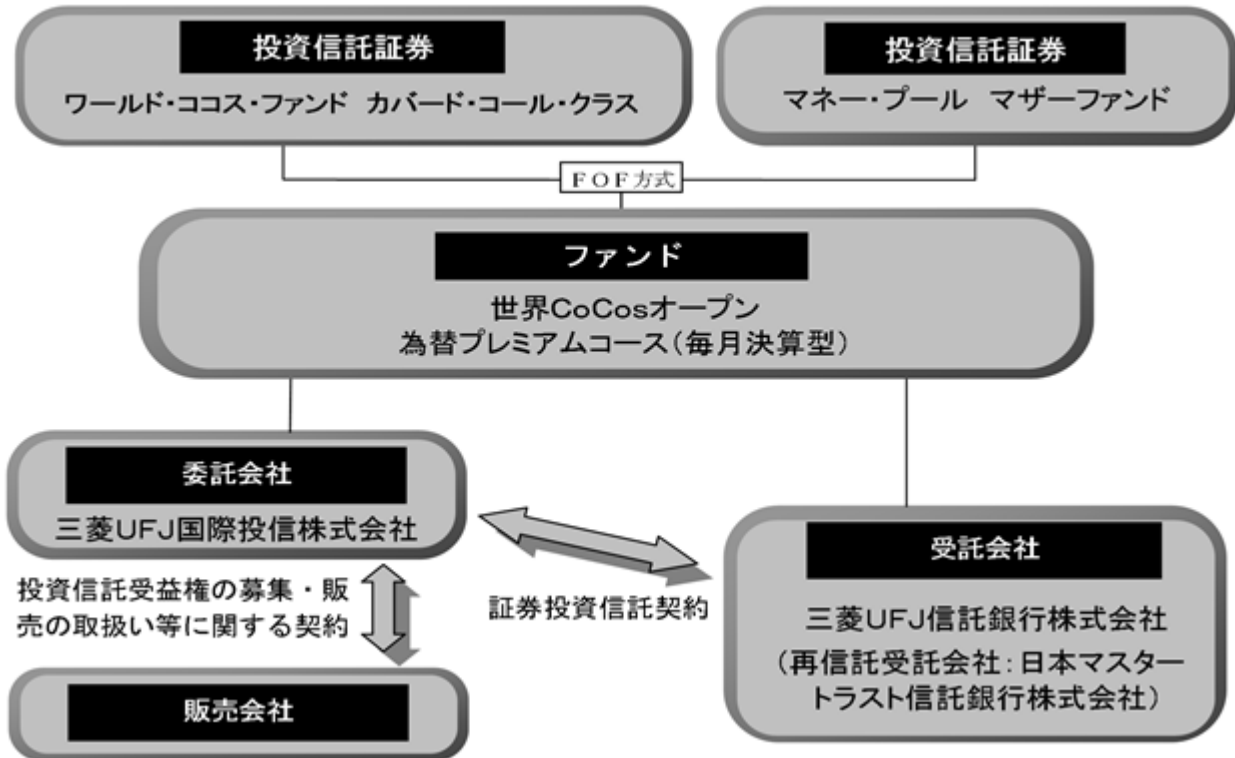 投資信託証券
ワールド・ココス・ファンド カバード・コール・クラス
投資信託証券
マネー・プール マザーファンド
FOF方式
ファンド
世界CoCosオープン
為替プレミアムコース(毎月決算型)
委託会社
三菱UFJ国際投信株式会社
投資信託受益権の募集・販
売の取扱い等に関する契約
証券投資信託契約
受託会社
三菱UFJ信託銀行株式会社
(再信託受託会社:日本マスター
トラスト信託銀行株式会社)
販売会社